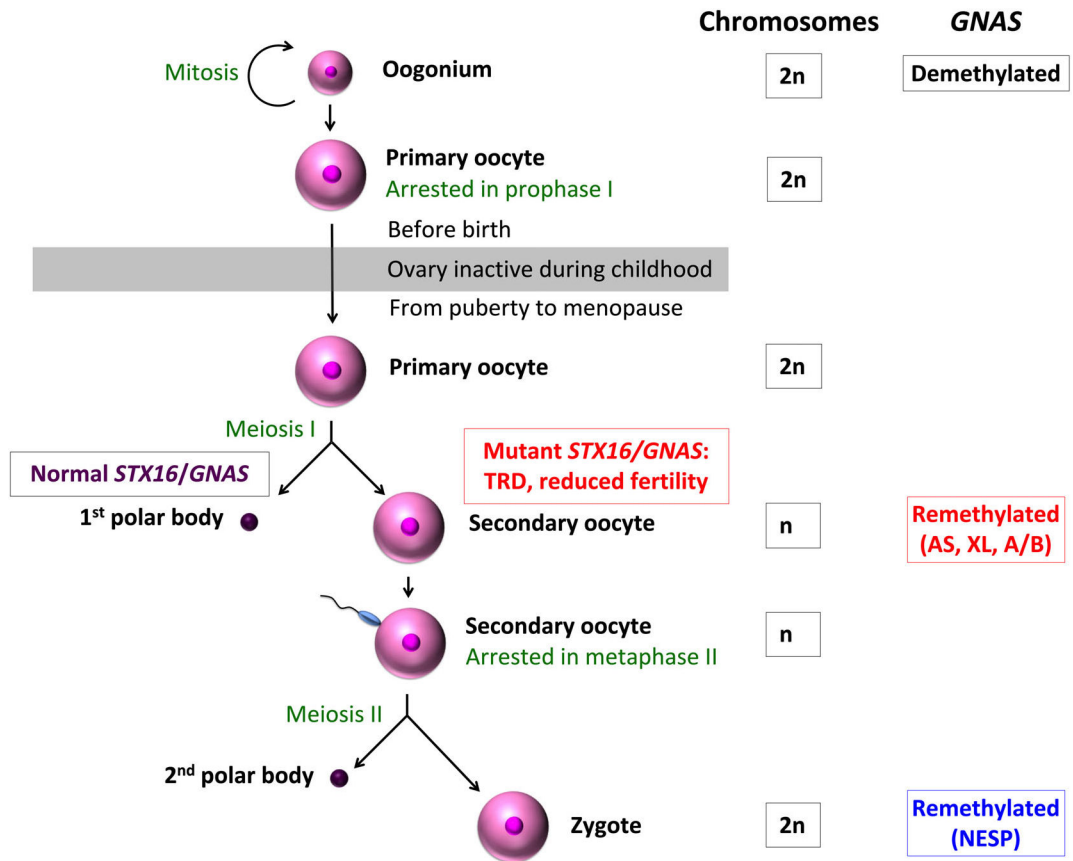 Chromosomes GNAS
Mitosis Oogonium 2n Demethylated
Primary oocyte
Arrested in prophase I 2n
Before birth
Ovary inactive during childhood
From puberty to menopause
Primary oocyte 2n
Meiosis I
Normal STX16/GNAS
Mutant STX16/GNAS:
TRD, reduced fertility
1st polar body
Secondary oocyte n
Remethylated
(AS, XL, A/B)
Secondary oocyte
Arrested in metaphase II n
Meiosis II
2nd polar body
Zygote 2n
Remethylated
(NESP)